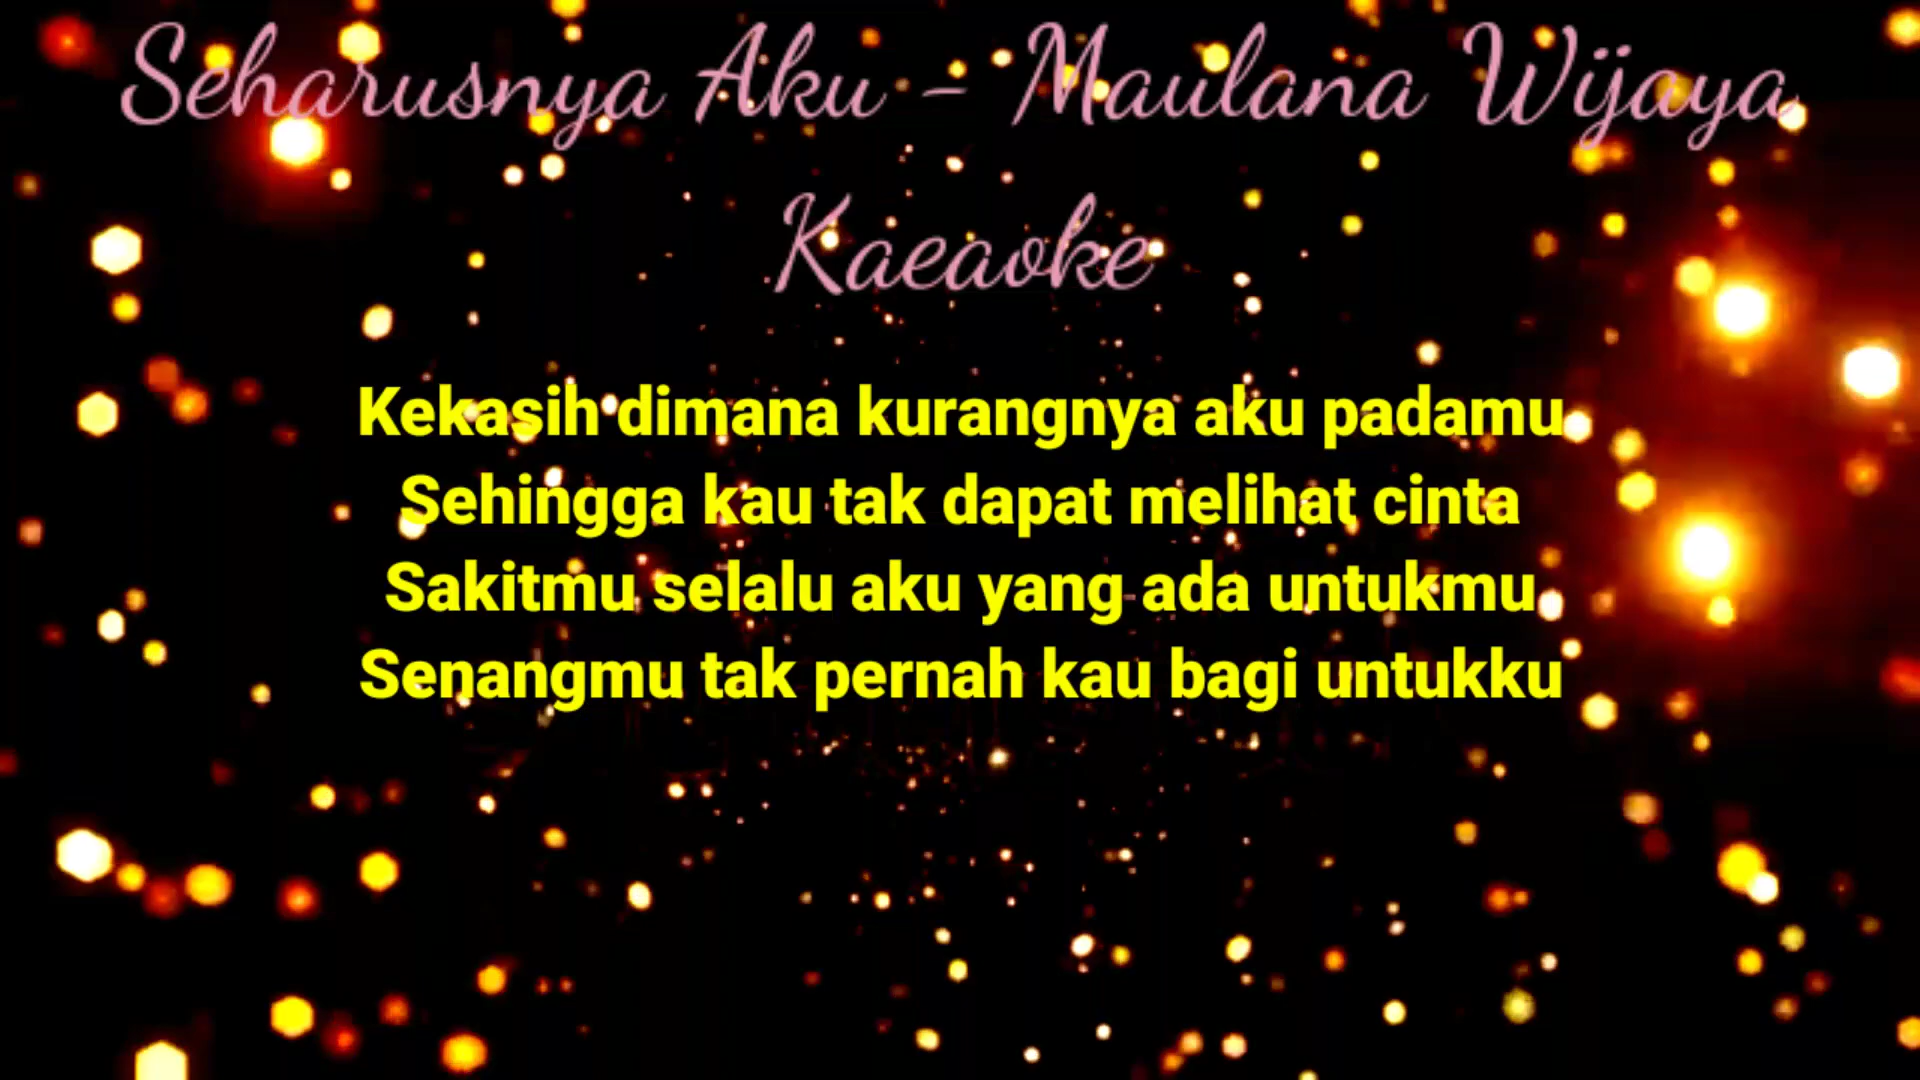 Seharusnya Aku - Maulana Wijaya
Kaeaoke
Kekasih dimana kurangnya aku padamu
Sehingga kau tak dapat melihat cinta
Sakitmu selalu aku yang ada untukmu
Senangmu tak pernah kau bagi untukku